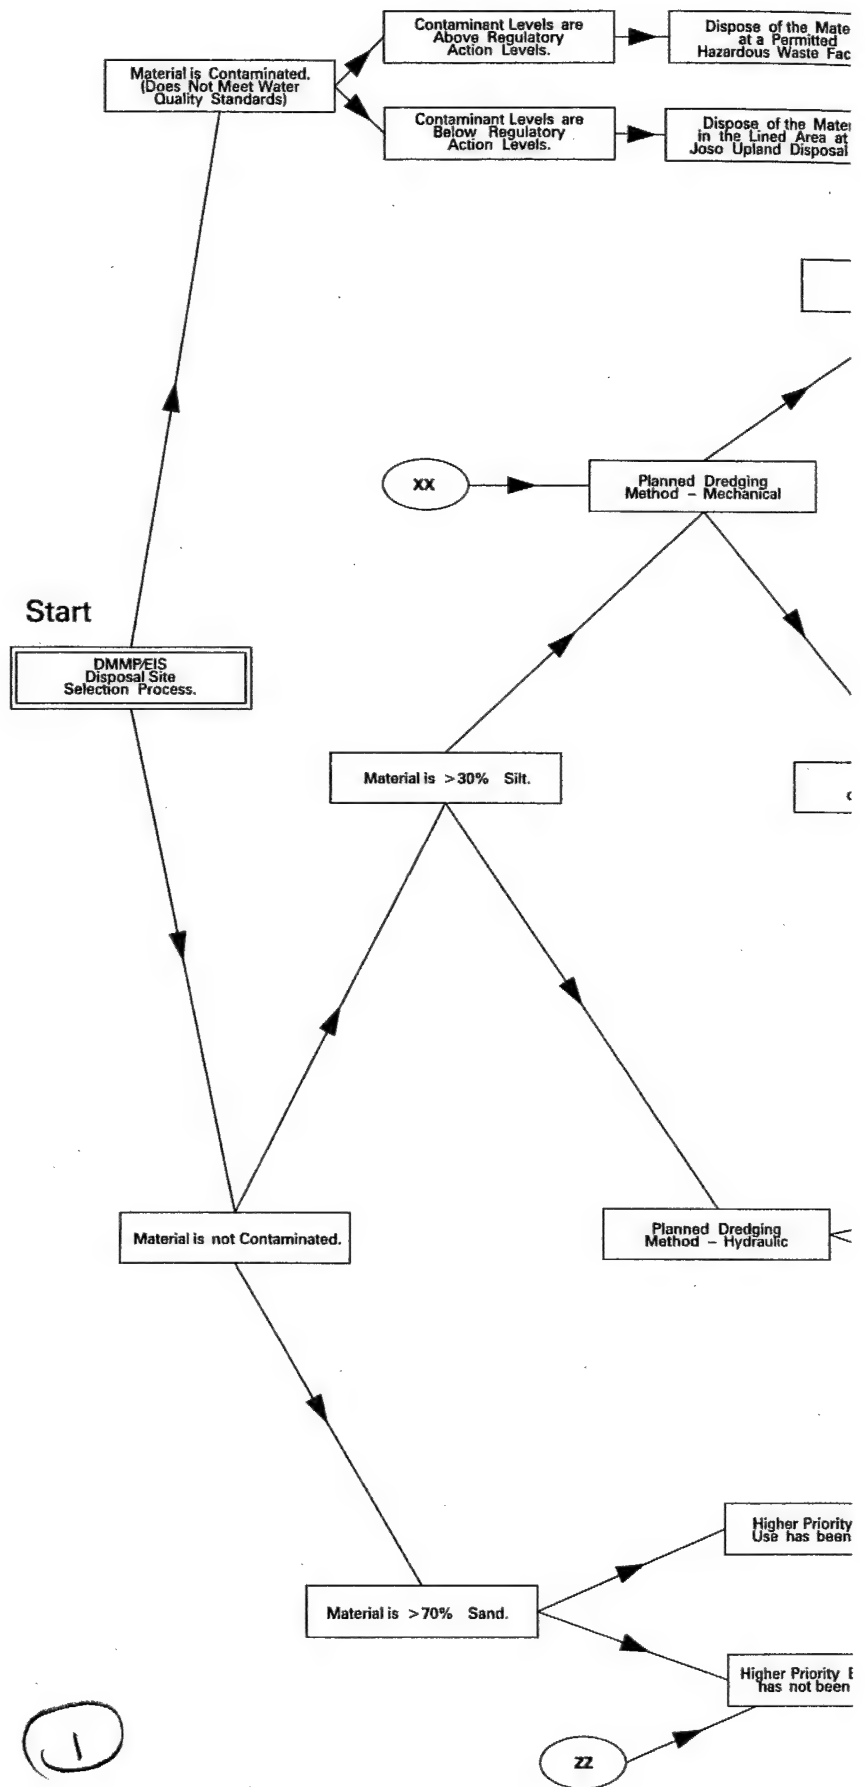 Contaminant Levels are
Above Regulatory
Action Levels.
Dispose of the Mate
at a Permitted
Hazardous Waste Fac
Material is Contaminated.
(Does Not Meet Water
Quality Standards)
Contaminant Levels are
Below Regulatory
Action Levels.
Dispose of the Mater
in the Lined Area at
Joso Upland Disposal
XX
Planned Dredging
Method – Mechanical
Start
DMMP/EIS
Disposal Site
Selection Process.
Material is >30% Silt.
Material is not Contaminated.
Planned Dredging
Method – Hydraulic
Higher Priority
Use has been
Material is >70% Sand.
Higher Priority B
has not been
ZZ
1